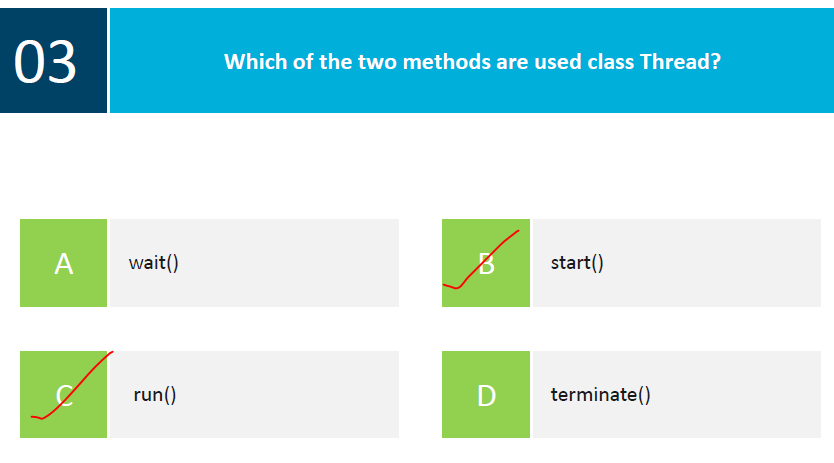 03
Which of the two methods are used class Thread?
A
wait()
B
start()
C
run()
D
terminate()